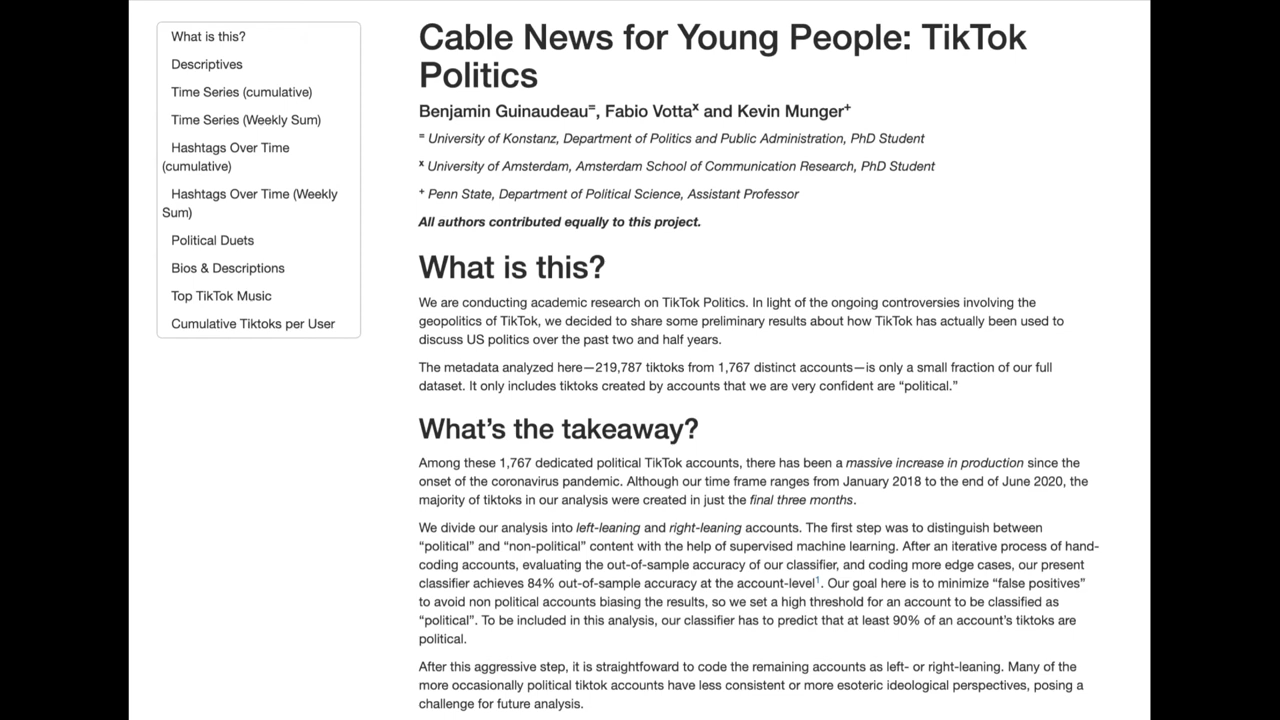 What is this?
Descriptives
Time Series (cumulative)
Time Series (Weekly Sum)
Hashtags Over Time
(cumulative)
Hashtags Over Time (Weekly
Sum)
Political Duets
Bios & Descriptions
Top TikTok Music
Cumulative Tiktoks per User
Cable News for Young People: TikTok
Politics
Benjamin Guinaudeau⁼, Fabio Vottaˣ and Kevin Munger⁺
⁼ University of Konstanz, Department of Politics and Public Administration, PhD Student
ˣ University of Amsterdam, Amsterdam School of Communication Research, PhD Student
⁺ Penn State, Department of Political Science, Assistant Professor
All authors contributed equally to this project.
What is this?
We are conducting academic research on TikTok Politics. In light of the ongoing controversies involving the
geopolitics of TikTok, we decided to share some preliminary results about how TikTok has actually been used to
discuss US politics over the past two and half years.
The metadata analyzed here—219,787 tiktoks from 1,767 distinct accounts—is only a small fraction of our full
dataset. It only includes tiktoks created by accounts that we are very confident are “political.”
What’s the takeaway?
Among these 1,767 dedicated political TikTok accounts, there has been a massive increase in production since the
onset of the coronavirus pandemic. Although our time frame ranges from January 2018 to the end of June 2020, the
majority of tiktoks in our analysis were created in just the final three months.
We divide our analysis into left-leaning and right-leaning accounts. The first step was to distinguish between
“political” and “non-political” content with the help of supervised machine learning. After an iterative process of hand-
coding accounts, evaluating the out-of-sample accuracy of our classifier, and coding more edge cases, our present
classifier achieves 84% out-of-sample accuracy at the account-level¹. Our goal here is to minimize “false positives”
to avoid non political accounts biasing the results, so we set a high threshold for an account to be classified as
“political”. To be included in this analysis, our classifier has to predict that at least 90% of an account’s tiktoks are
political.
After this aggressive step, it is straightfoward to code the remaining accounts as left- or right-leaning. Many of the
more occasionally political tiktok accounts have less consistent or more esoteric ideological perspectives, posing a
challenge for future analysis.